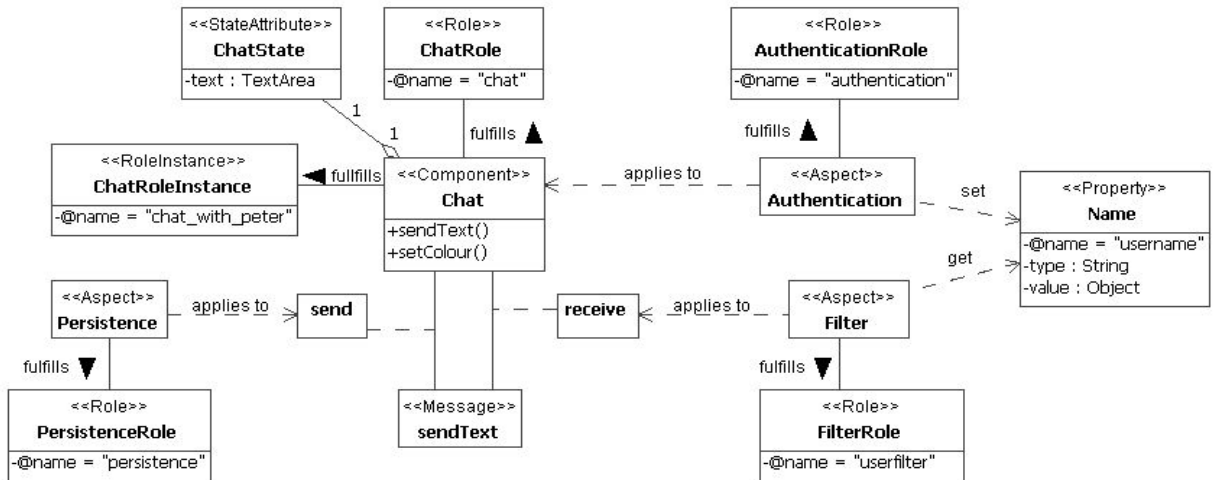 <<StateAttribute>>
ChatState
-text : TextArea
<<Role>>
ChatRole
-@name = "chat"
<<Role>>
AuthenticationRole
-@name = "authentication"
1
1
fulfills
fulfills
<<RoleInstance>>
ChatRoleInstance
-@name = "chat_with_peter"
fullfills
<<Component>>
Chat
+sendText()
+setColour()
applies to
<<Aspect>>
Authentication
set
<<Property>>
Name
-@name = "username"
-type : String
-value : Object
get
<<Aspect>>
Persistence
applies to
send
receive
applies to
<<Aspect>>
Filter
fulfills
fulfills
<<Role>>
PersistenceRole
-@name = "persistence"
<<Message>>
sendText
<<Role>>
FilterRole
-@name = "userfilter"